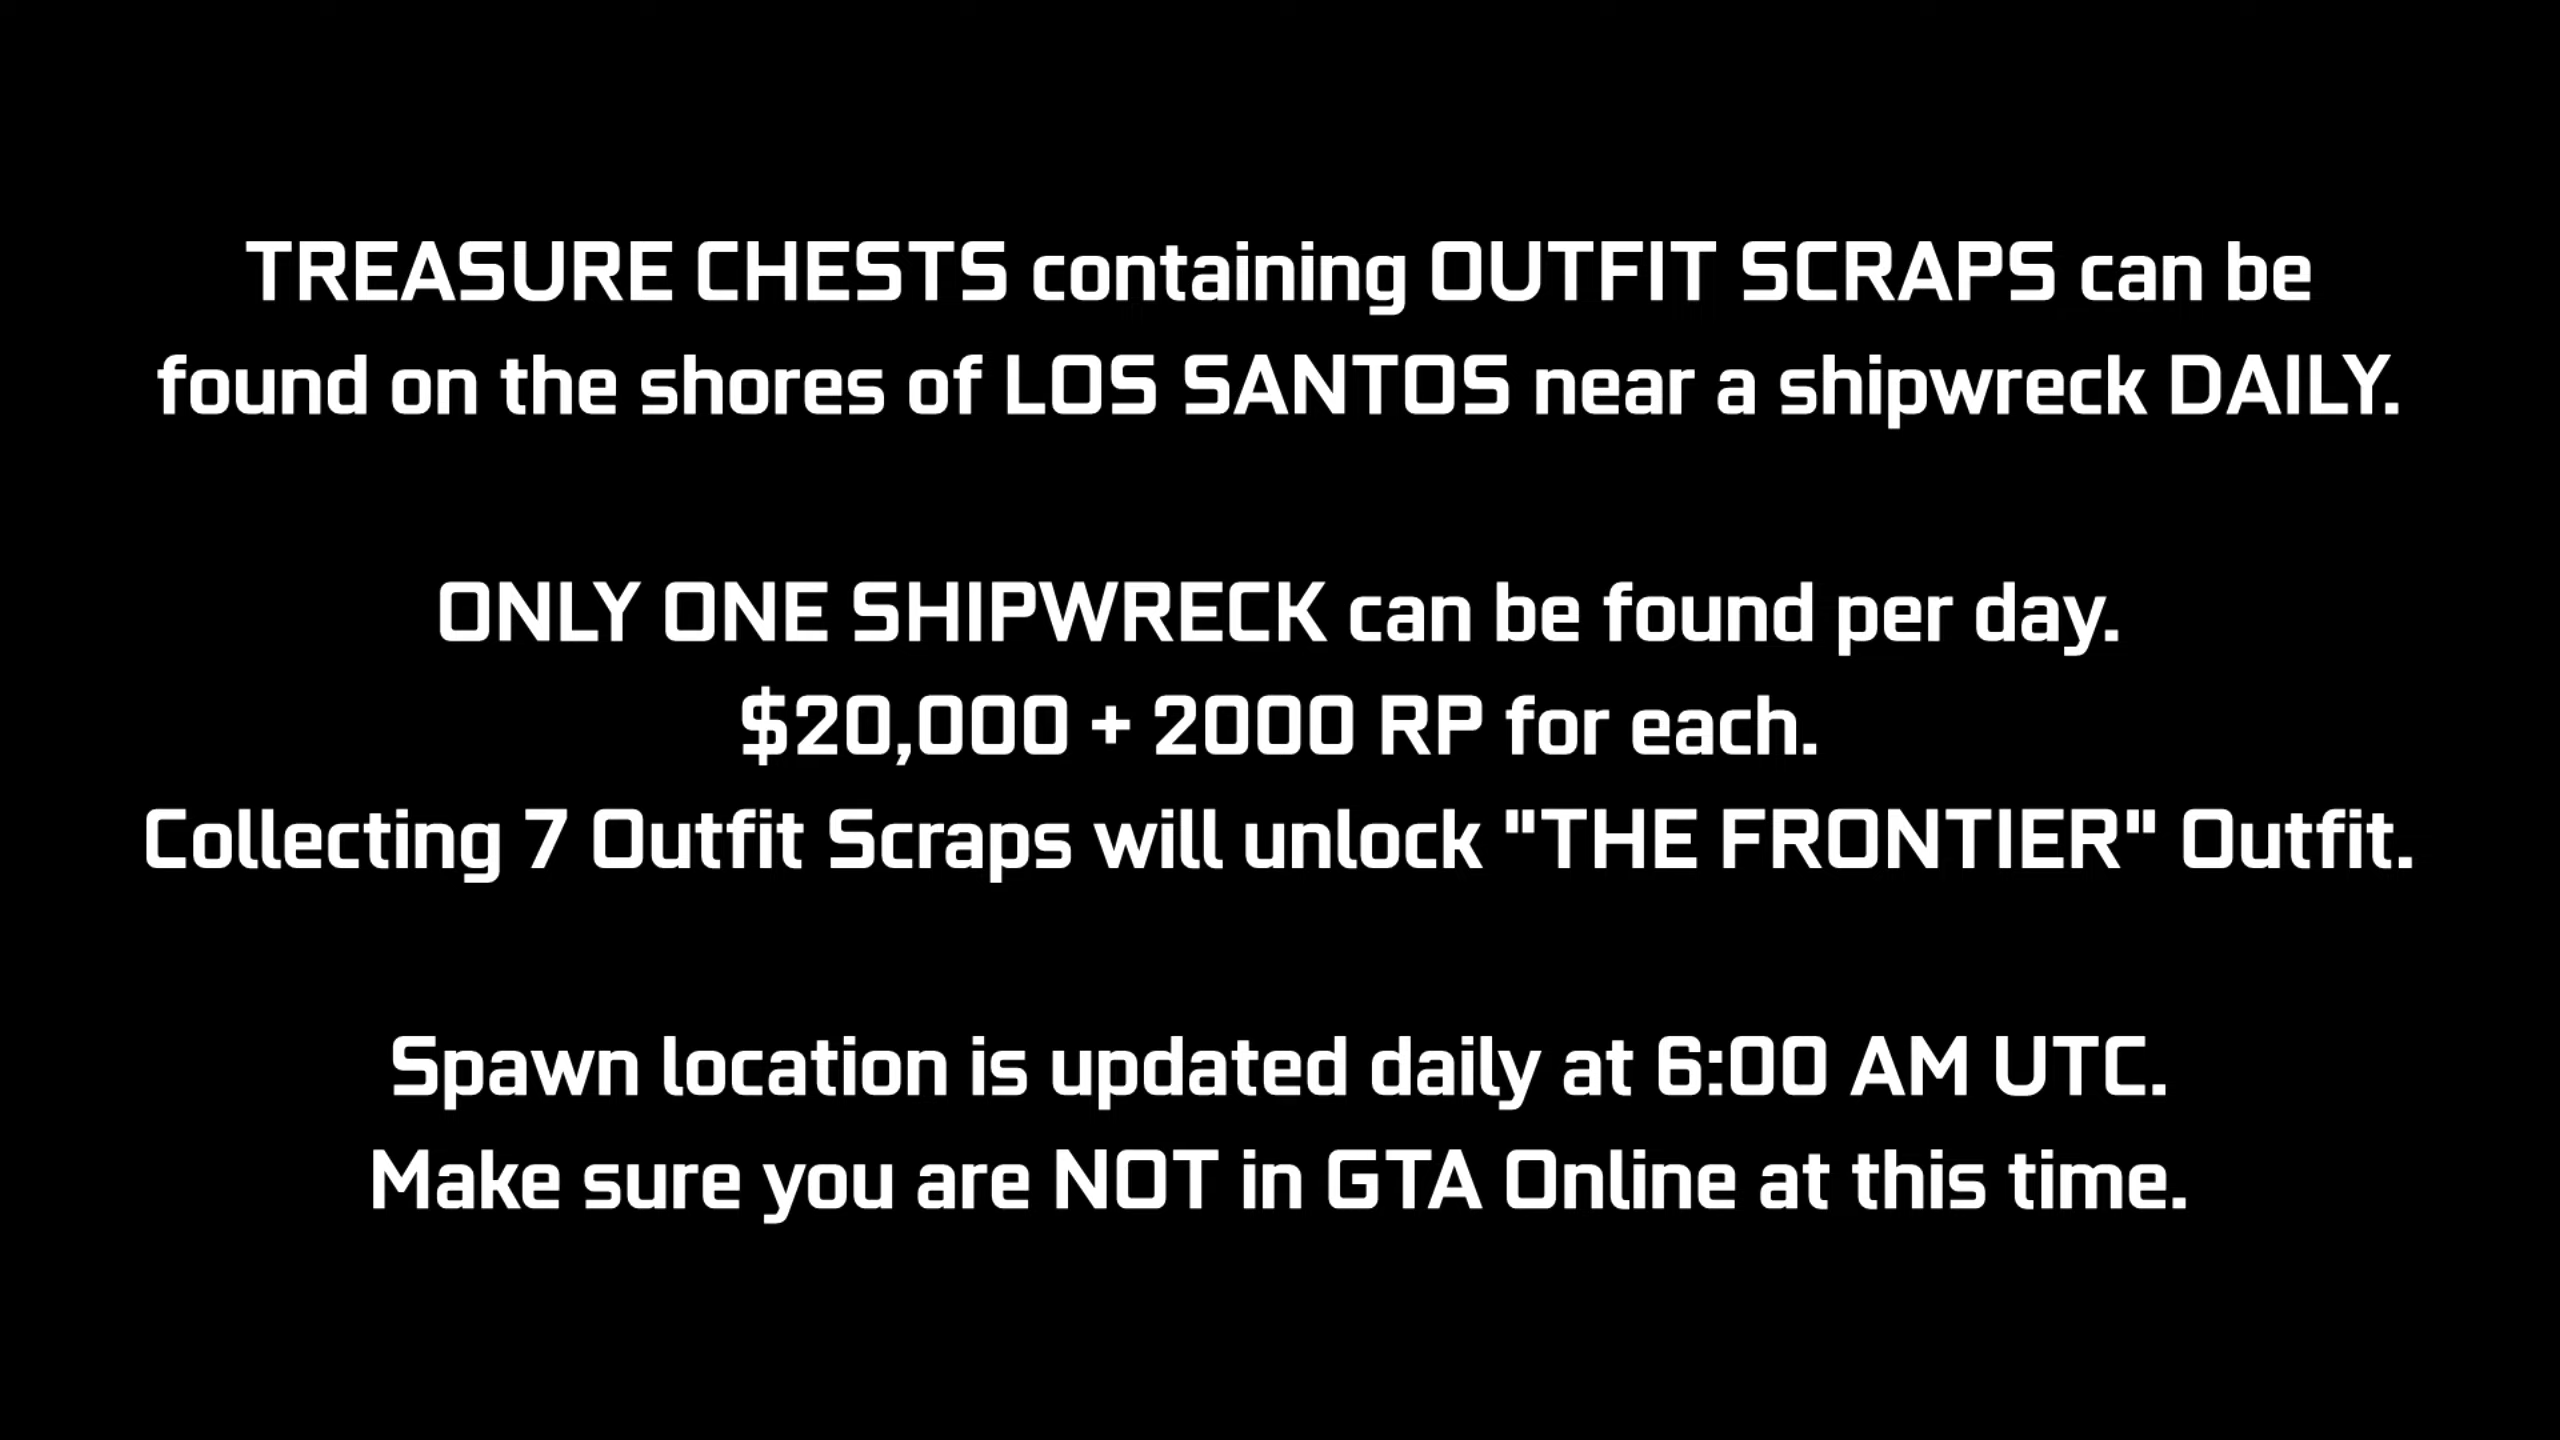 TREASURE CHESTS containing OUTFIT SCRAPS can be
found on the shores of LOS SANTOS near a shipwreck DAILY.
ONLY ONE SHIPWRECK can be found per day.
$20,000 + 2000 RP for each.
Collecting 7 Outfit Scraps will unlock "THE FRONTIER" Outfit.
Spawn location is updated daily at 6:00 AM UTC.
Make sure you are NOT in GTA Online at this time.